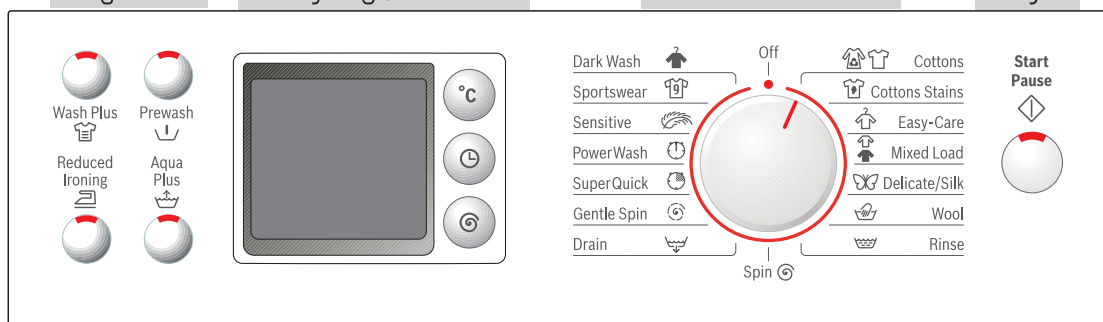 Wash Plus
Prewash
Reduced
Ironing
Aqua
Plus
°C
Off
Dark Wash
Sportswear
9
Sensitive
PowerWash
SuperQuick
Gentle Spin
Drain
Spin
Cottons
Cottons Stains
Easy-Care
Mixed Load
Delicate/Silk
Wool
Rinse
Start
Pause